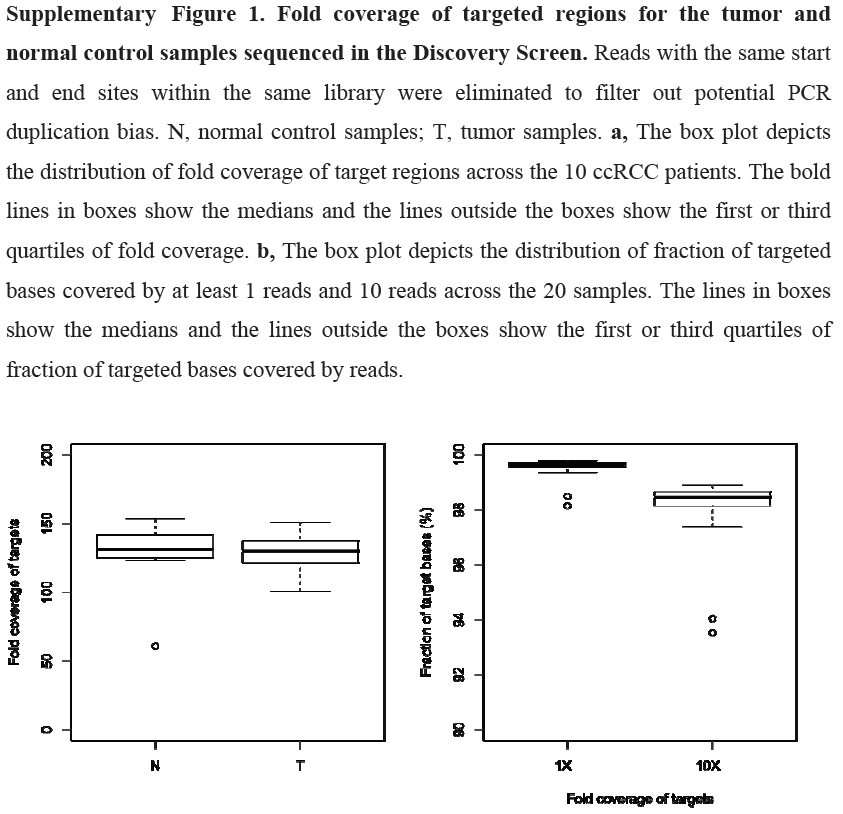 Supplementary Figure 1. Fold coverage of targeted regions for the tumor and
normal control samples sequenced in the Discovery Screen. Reads with the same start
and end sites within the same library were eliminated to filter out potential PCR
duplication bias. N, normal control samples; T, tumor samples. a, The box plot depicts
the distribution of fold coverage of target regions across the 10 ccRCC patients. The bold
lines in boxes show the medians and the lines outside the boxes show the first or third
quartiles of fold coverage. b, The box plot depicts the distribution of fraction of targeted
bases covered by at least 1 reads and 10 reads across the 20 samples. The lines in boxes
show the medians and the lines outside the boxes show the first or third quartiles of
fraction of targeted bases covered by reads.
Fold coverage of targets
200
150
100
50
0
N
T
Fraction of target bases (%)
100
98
96
94
92
90
1X
10X
Fold coverage of targets